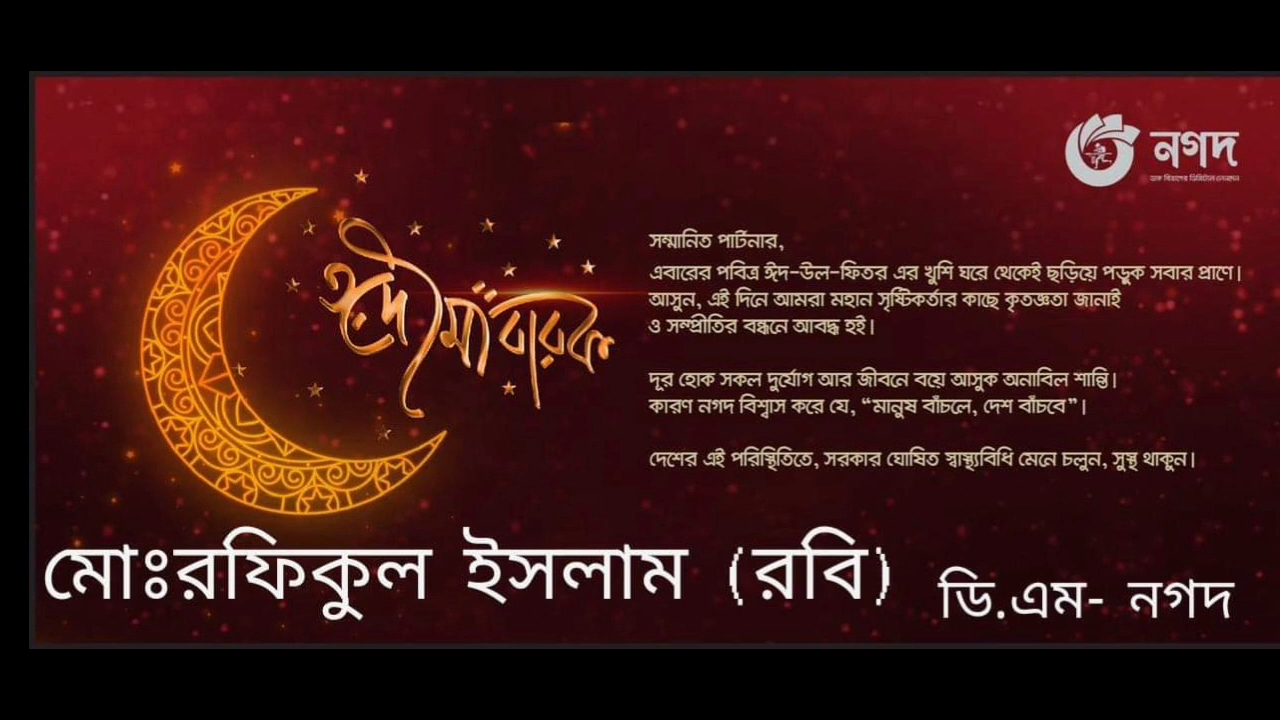 নগদ
ডাক বিভাগের ডিজিটাল লেনদেন
ঈদ মোবারক
সম্মানিত পার্টনার,
এবারের পবিত্র ঈদ-উল-ফিতর এর খুশি ঘরে থেকেই ছড়িয়ে পড়ুক সবার প্রাণে।
আসুন, এই দিনে আমরা মহান সৃষ্টিকর্তার কাছে কৃতজ্ঞতা জানাই
ও সম্প্রীতির বন্ধনে আবদ্ধ হই।
দূর হোক সকল দুর্যোগ আর জীবনে বয়ে আসুক অনাবিল শান্তি।
কারণ নগদ বিশ্বাস করে যে, “মানুষ বাঁচলে, দেশ বাঁচবে”।
দেশের এই পরিস্থিতিতে, সরকার ঘোষিত স্বাস্থ্যবিধি মেনে চলুন, সুস্থ থাকুন।
মোঃরফিকুল ইসলাম (রবি) ডি.এম- নগদ